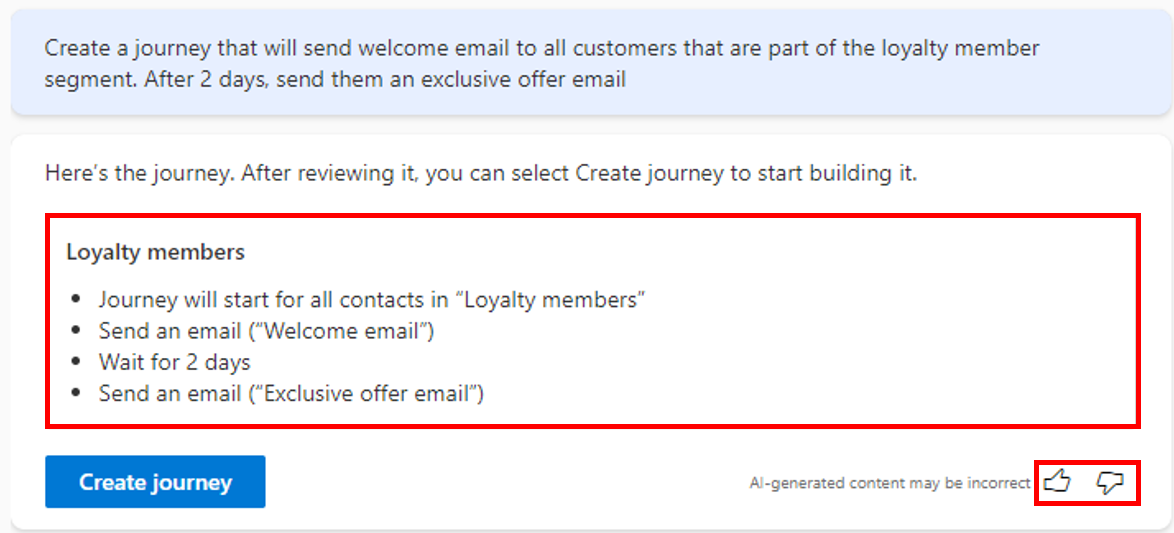 Create a journey that will send welcome email to all customers that are part of the loyalty member
segment. After 2 days, send them an exclusive offer email
Here's the journey. After reviewing it, you can select Create journey to start building it.
Loyalty members
• Journey will start for all contacts in “Loyalty members”
• Send an email (“Welcome email”)
• Wait for 2 days
• Send an email (“Exclusive offer email”)
Create journey
AI-generated content may be incorrect